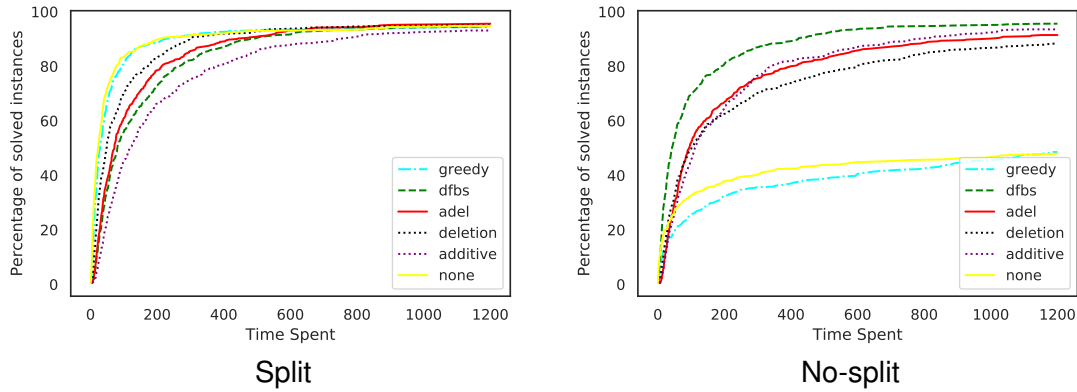 Percentage of solved instances
100
80
60
40
20
0
greedy
dfbs
adel
deletion
additive
none
0 200 400 600 800 1000 1200
Time Spent
Split
Percentage of solved instances
100
80
60
40
20
0
greedy
dfbs
adel
deletion
additive
none
0 200 400 600 800 1000 1200
Time Spent
No-split